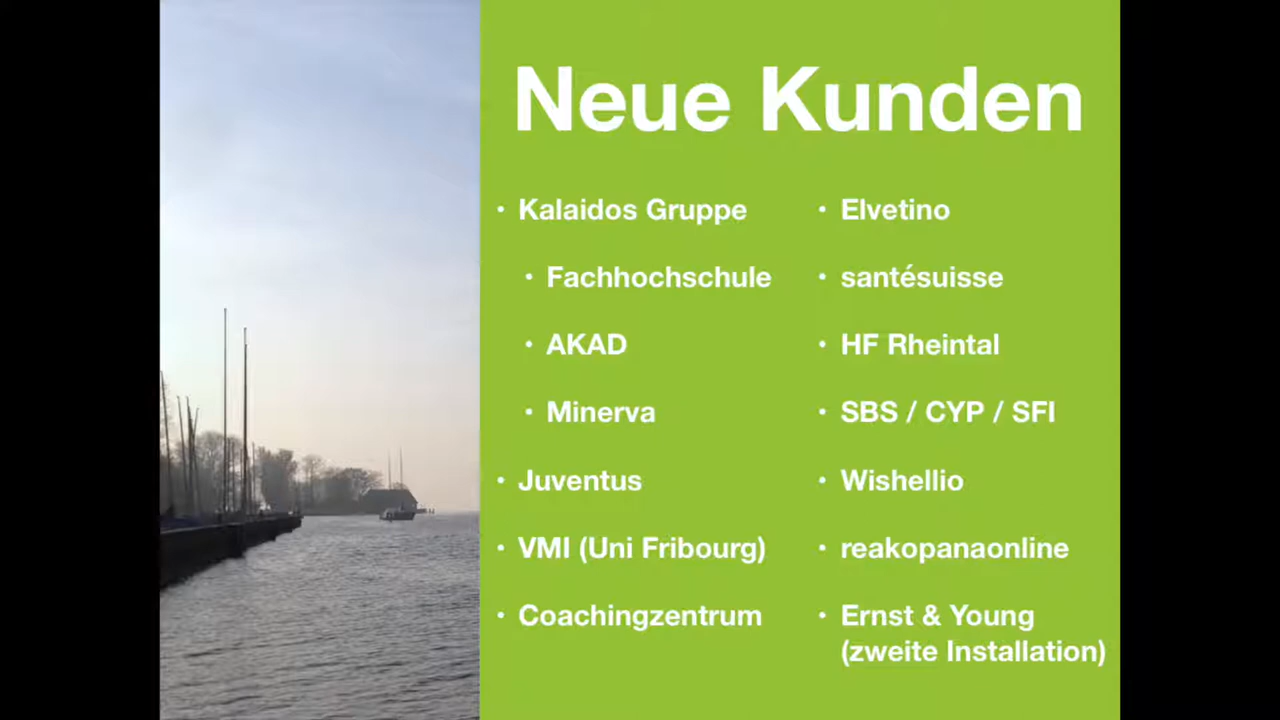 Neue Kunden
• Kalaidos Gruppe
• Fachhochschule
• AKAD
• Minerva
• Juventus
• VMI (Uni Fribourg)
• Coachingzentrum
• Elvetino
• santésuisse
• HF Rheintal
• SBS / CYP / SFI
• Wishellio
• reakopanaonline
• Ernst & Young
(zweite Installation)